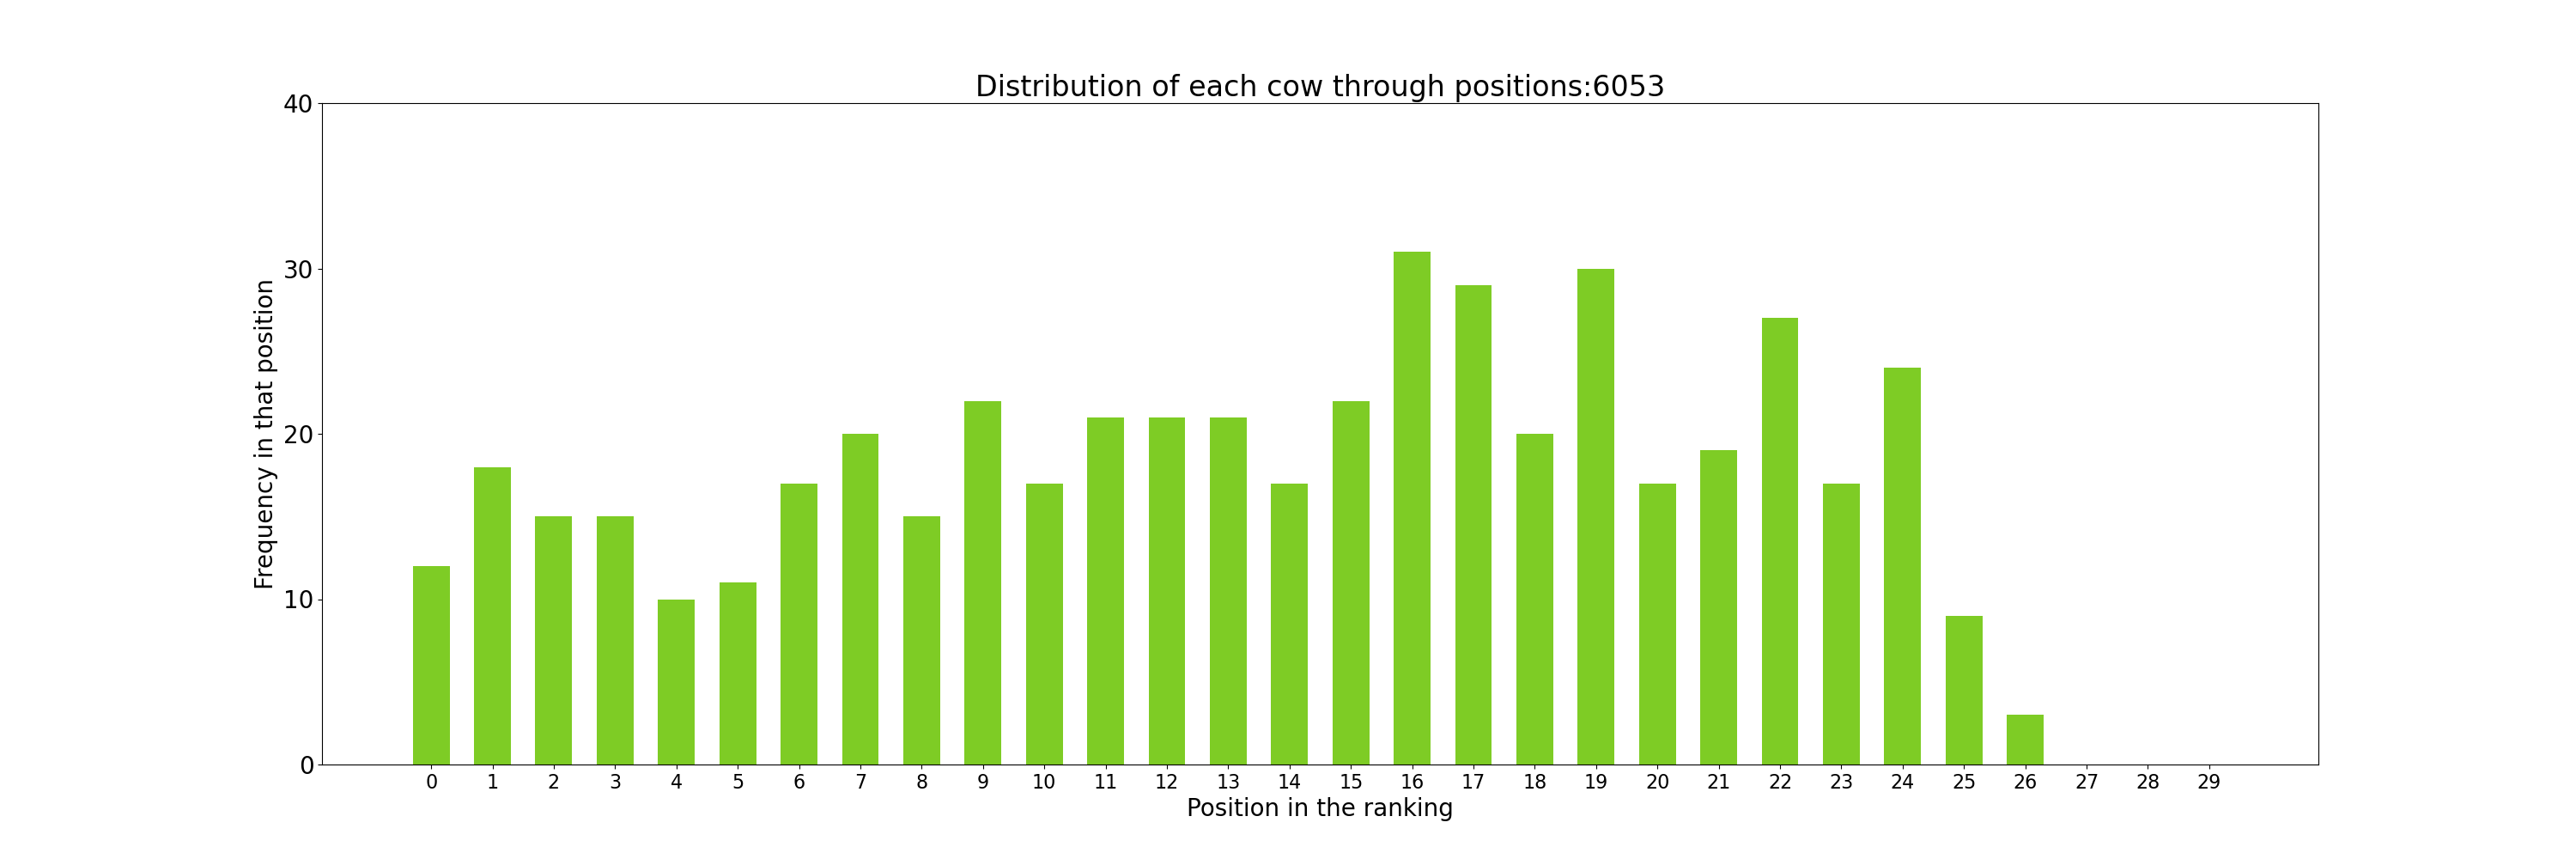 Distribution of each cow through positions:6053
40
30
20
10
0
Frequency in that position
0 1 2 3 4 5 6 7 8 9 10 11 12 13 14 15 16 17 18 19 20 21 22 23 24 25 26 27 28 29
Position in the ranking